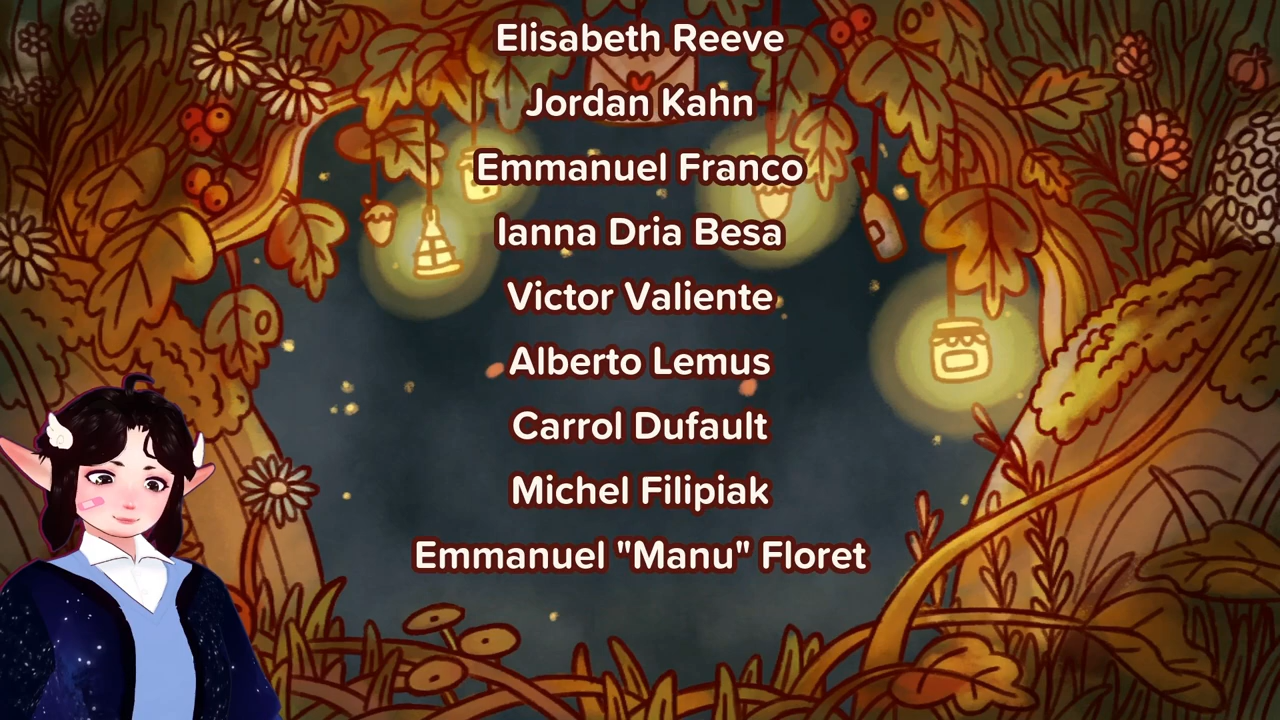 Elisabeth Reeve
Jordan Kahn
Emmanuel Franco
Ianna Dria Besa
Victor Valiente
Alberto Lemus
Carrol Dufault
Michel Filipiak
Emmanuel "Manu" Floret